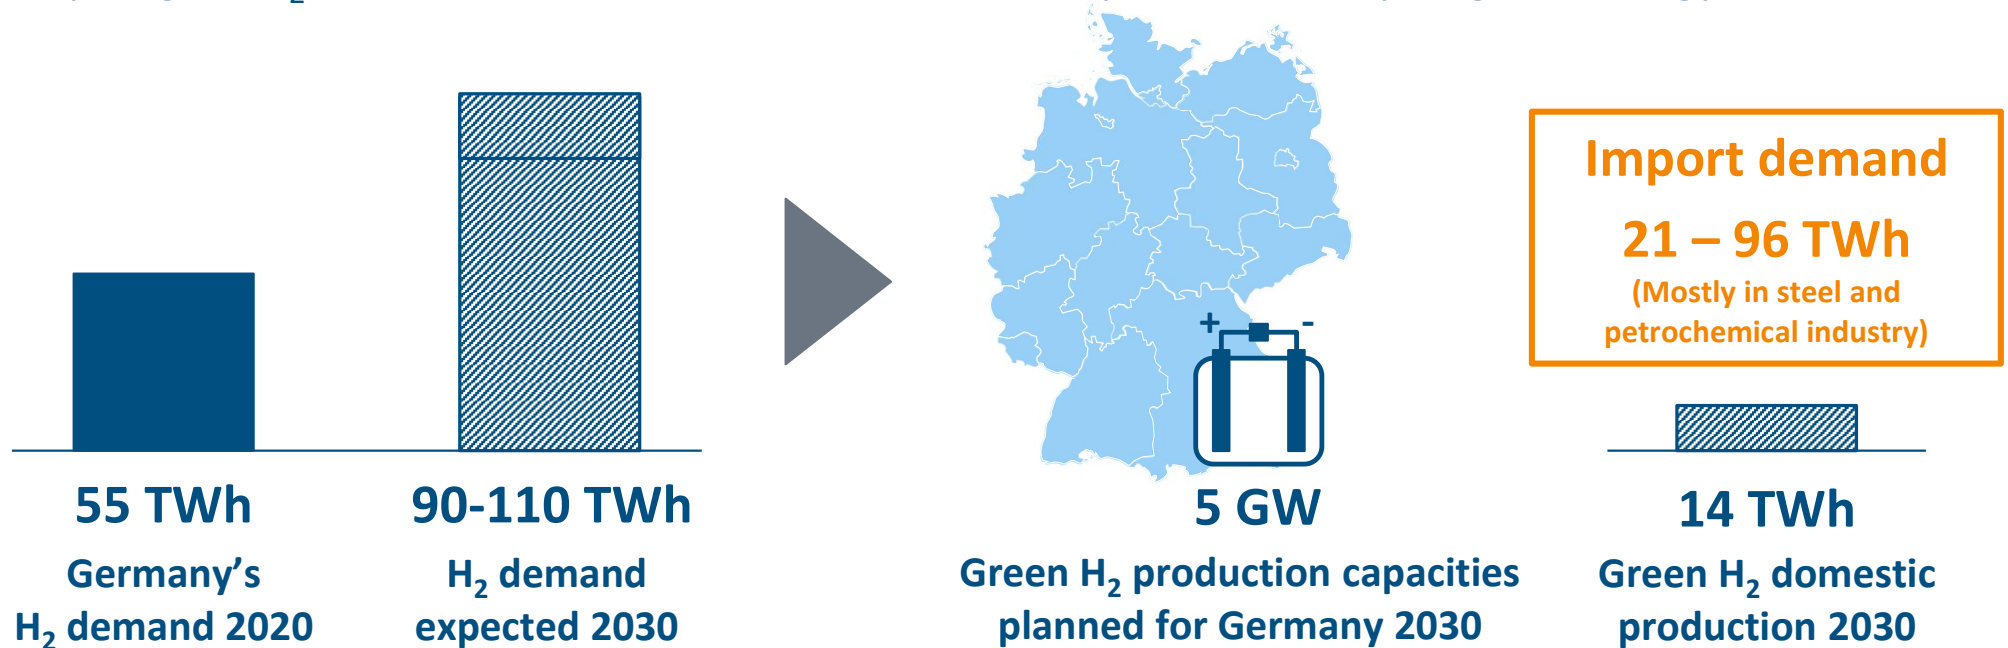 55 TWh
Germany's
H₂ demand 2020
90-110 TWh
H₂ demand
expected 2030
+ -
5 GW
Green H₂ production capacities
planned for Germany 2030
Import demand
21 – 96 TWh
(Mostly in steel and
petrochemical industry)
14 TWh
Green H₂ domestic
production 2030